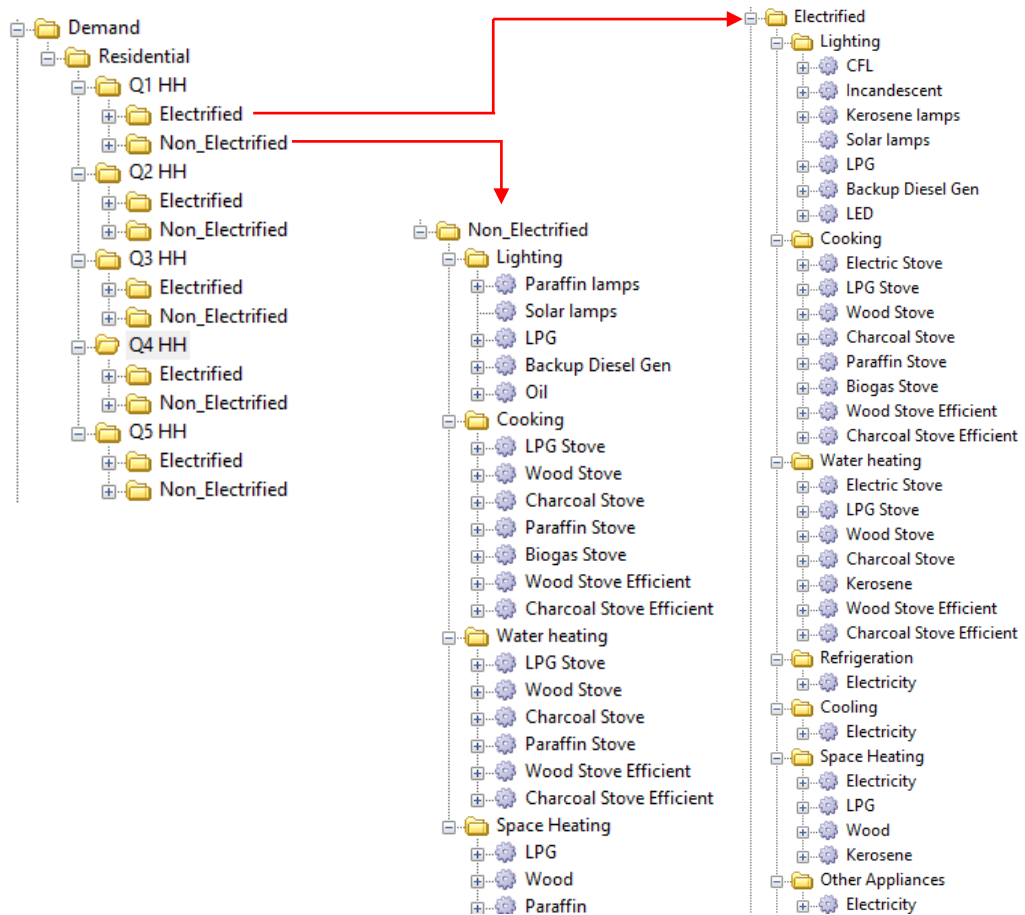 Demand
Residential
Q1 HH
Electrified
Non_Electrified
Q2 HH
Electrified
Non_Electrified
Q3 HH
Electrified
Non_Electrified
Q4 HH
Electrified
Non_Electrified
Q5 HH
Electrified
Non_Electrified
Non_Electrified
Lighting
Paraffin lamps
Solar lamps
LPG
Backup Diesel Gen
Oil
Cooking
LPG Stove
Wood Stove
Charcoal Stove
Paraffin Stove
Biogas Stove
Wood Stove Efficient
Charcoal Stove Efficient
Water heating
LPG Stove
Wood Stove
Charcoal Stove
Paraffin Stove
Wood Stove Efficient
Charcoal Stove Efficient
Space Heating
LPG
Wood
Paraffin
Electrified
Lighting
CFL
Incandescent
Kerosene lamps
Solar lamps
LPG
Backup Diesel Gen
LED
Cooking
Electric Stove
LPG Stove
Wood Stove
Charcoal Stove
Paraffin Stove
Biogas Stove
Wood Stove Efficient
Charcoal Stove Efficient
Water heating
Electric Stove
LPG Stove
Wood Stove
Charcoal Stove
Kerosene
Wood Stove Efficient
Charcoal Stove Efficient
Refrigeration
Electricity
Cooling
Electricity
Space Heating
Electricity
LPG
Wood
Kerosene
Other Appliances
Electricity